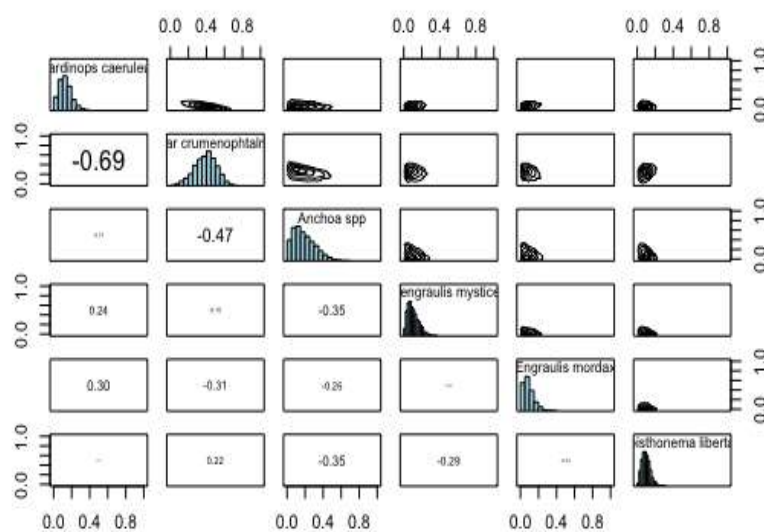 0.0 0.4 0.8 0.0 0.4 0.8 0.0 0.4 0.8
ardinops caerulea 0.0 1.0
0.0 1.0 -0.69 ar crumenophtalm
-0.47 Anchoa spp 0.0 1.0
0.0 1.0 0.24 -0.35 engraulis mystice
0.30 -0.31 -0.26 Engraulis mordax 0.0 1.0
0.0 1.0 0.22 -0.35 -0.29 isthonema liberta
0.0 0.4 0.8 0.0 0.4 0.8 0.0 0.4 0.8